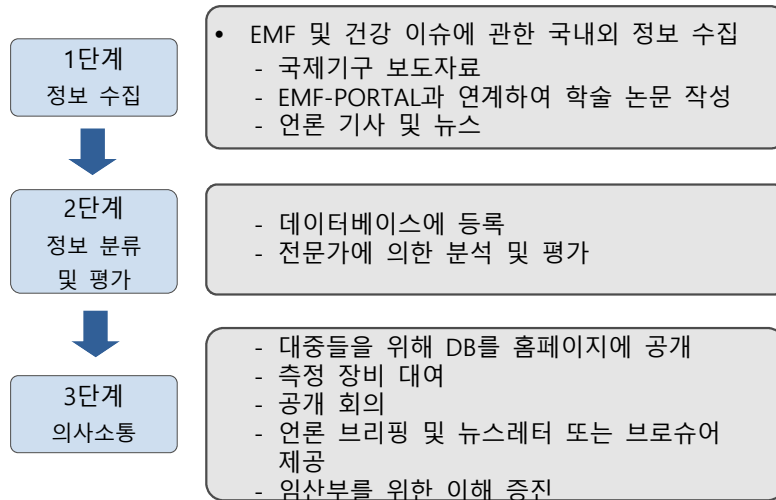 1단계
정보 수집
• EMF 및 건강 이슈에 관한 국내외 정보 수집
- 국제기구 보도자료
- EMF-PORTAL과 연계하여 학술 논문 작성
- 언론 기사 및 뉴스
2단계
정보 분류
및 평가
- 데이터베이스에 등록
- 전문가에 의한 분석 및 평가
3단계
의사소통
- 대중들을 위해 DB를 홈페이지에 공개
- 측정 장비 대여
- 공개 회의
- 언론 브리핑 및 뉴스레터 또는 브로슈어
제공
- 임산부를 위한 이해 증진